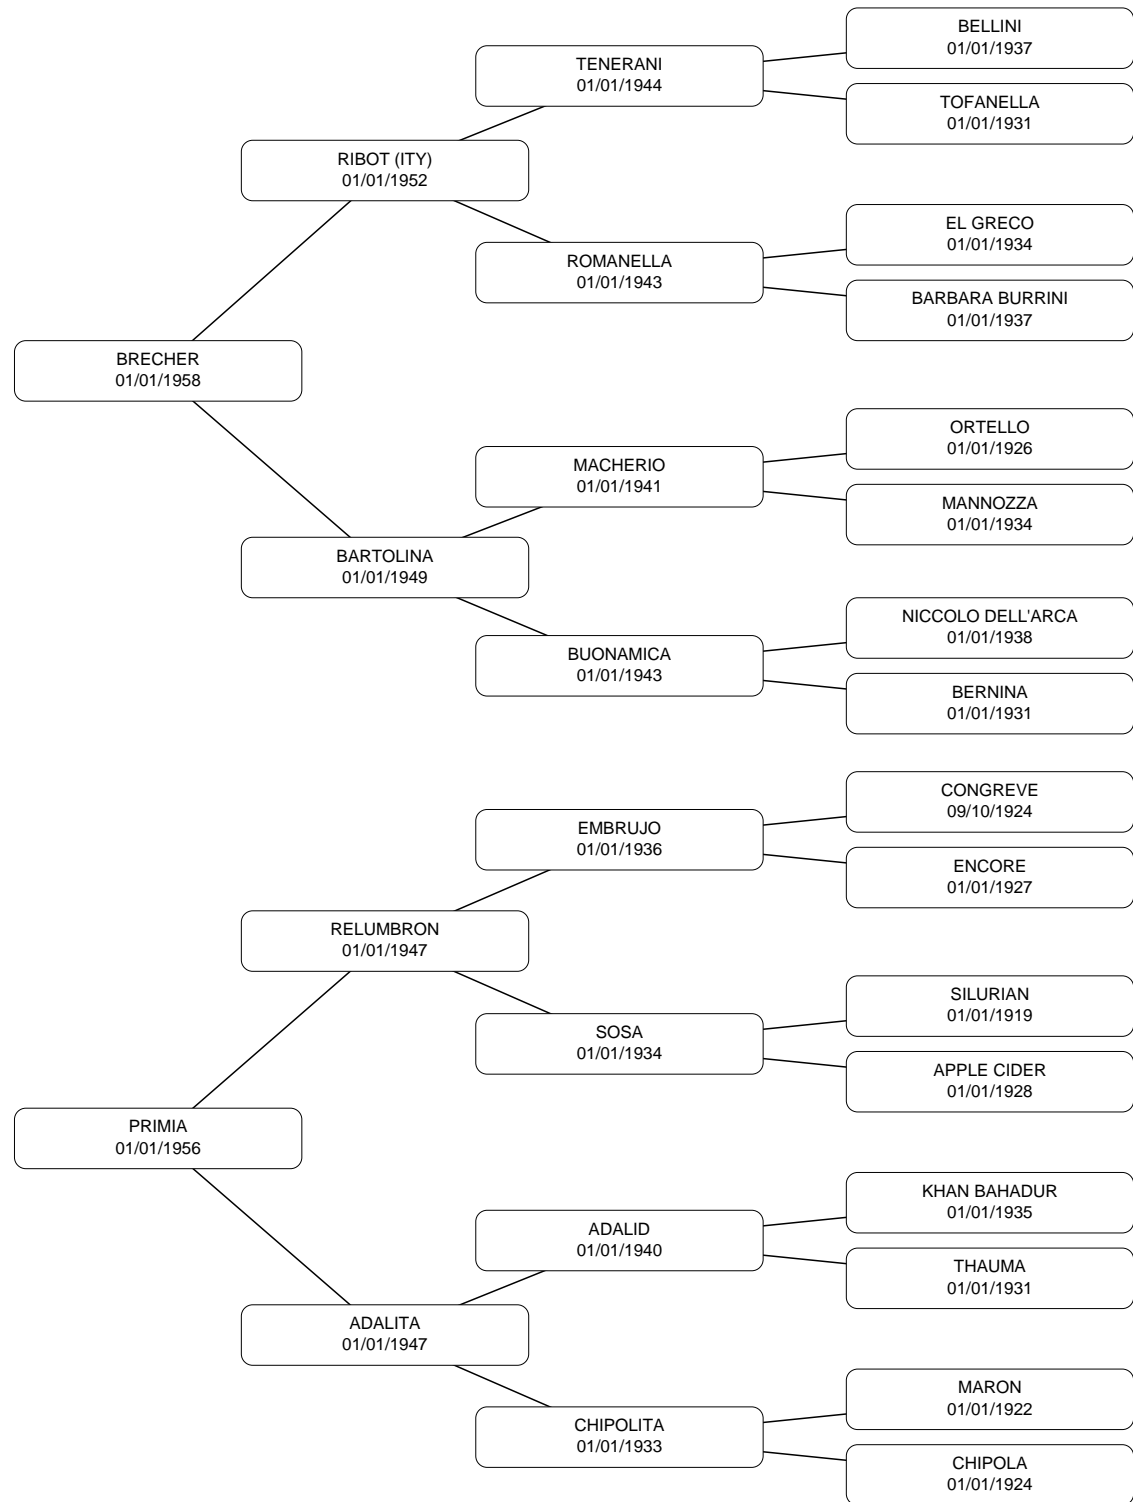 BELLINI
01/01/1937
TENERANI
01/01/1944
TOFANELLA
01/01/1931
RIBOT (ITY)
01/01/1952
EL GRECO
01/01/1934
ROMANELLA
01/01/1943
BARBARA BURRINI
01/01/1937
BRECHER
01/01/1958
ORTELLO
01/01/1926
MACHERIO
01/01/1941
MANNOZZA
01/01/1934
BARTOLINA
01/01/1949
NICCOLO DELL'ARCA
01/01/1938
BUONAMICA
01/01/1943
BERNINA
01/01/1931
CONGREVE
09/10/1924
EMBRUJO
01/01/1936
ENCORE
01/01/1927
RELUMBRON
01/01/1947
SILURIAN
01/01/1919
SOSA
01/01/1934
APPLE CIDER
01/01/1928
PRIMIA
01/01/1956
KHAN BAHADUR
01/01/1935
ADALID
01/01/1940
THAUMA
01/01/1931
ADALITA
01/01/1947
MARON
01/01/1922
CHIPOLITA
01/01/1933
CHIPOLA
01/01/1924